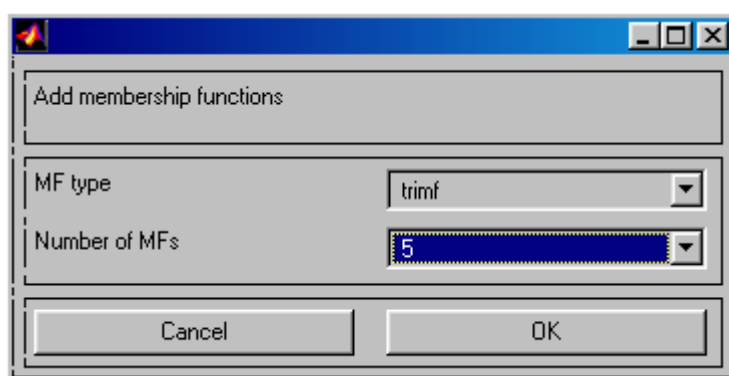 Add membership functions
MF type
trimf
Number of MFs
5
Cancel
OK